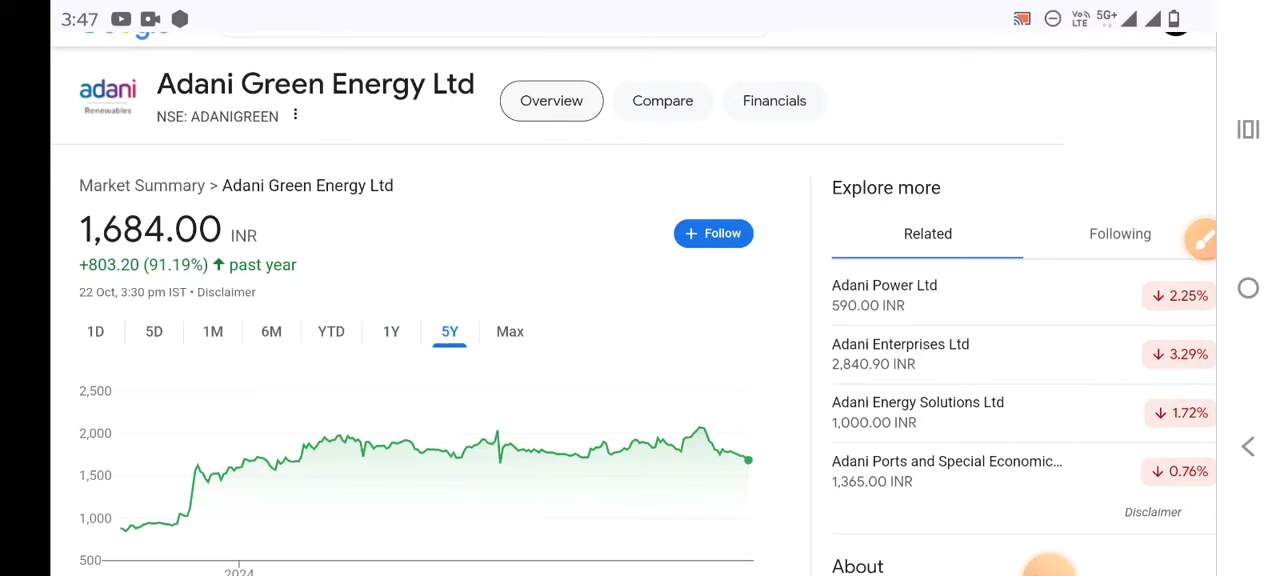 3:47
VoLTE 5G+
adani
Renewables
Adani Green Energy Ltd
NSE: ADANIGREEN
Overview
Compare
Financials
Market Summary > Adani Green Energy Ltd
1,684.00 INR
+ Follow
+803.20 (91.19%) ↑ past year
22 Oct, 3:30 pm IST • Disclaimer
1D 5D 1M 6M YTD 1Y 5Y Max
2,500
2,000
1,500
1,000
500
2024
Explore more
Related
Following
Adani Power Ltd
590.00 INR
↓ 2.25%
Adani Enterprises Ltd
2,840.90 INR
↓ 3.29%
Adani Energy Solutions Ltd
1,000.00 INR
↓ 1.72%
Adani Ports and Special Economic...
1,365.00 INR
↓ 0.76%
Disclaimer
About